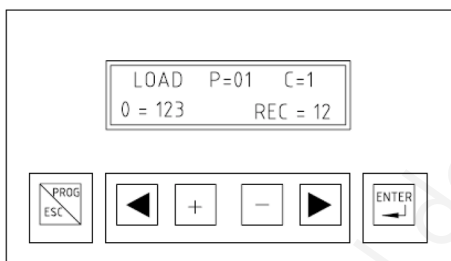 LOAD P=01 C=1
0 = 123 REC = 12
PROG
ESC
+ −
ENTER